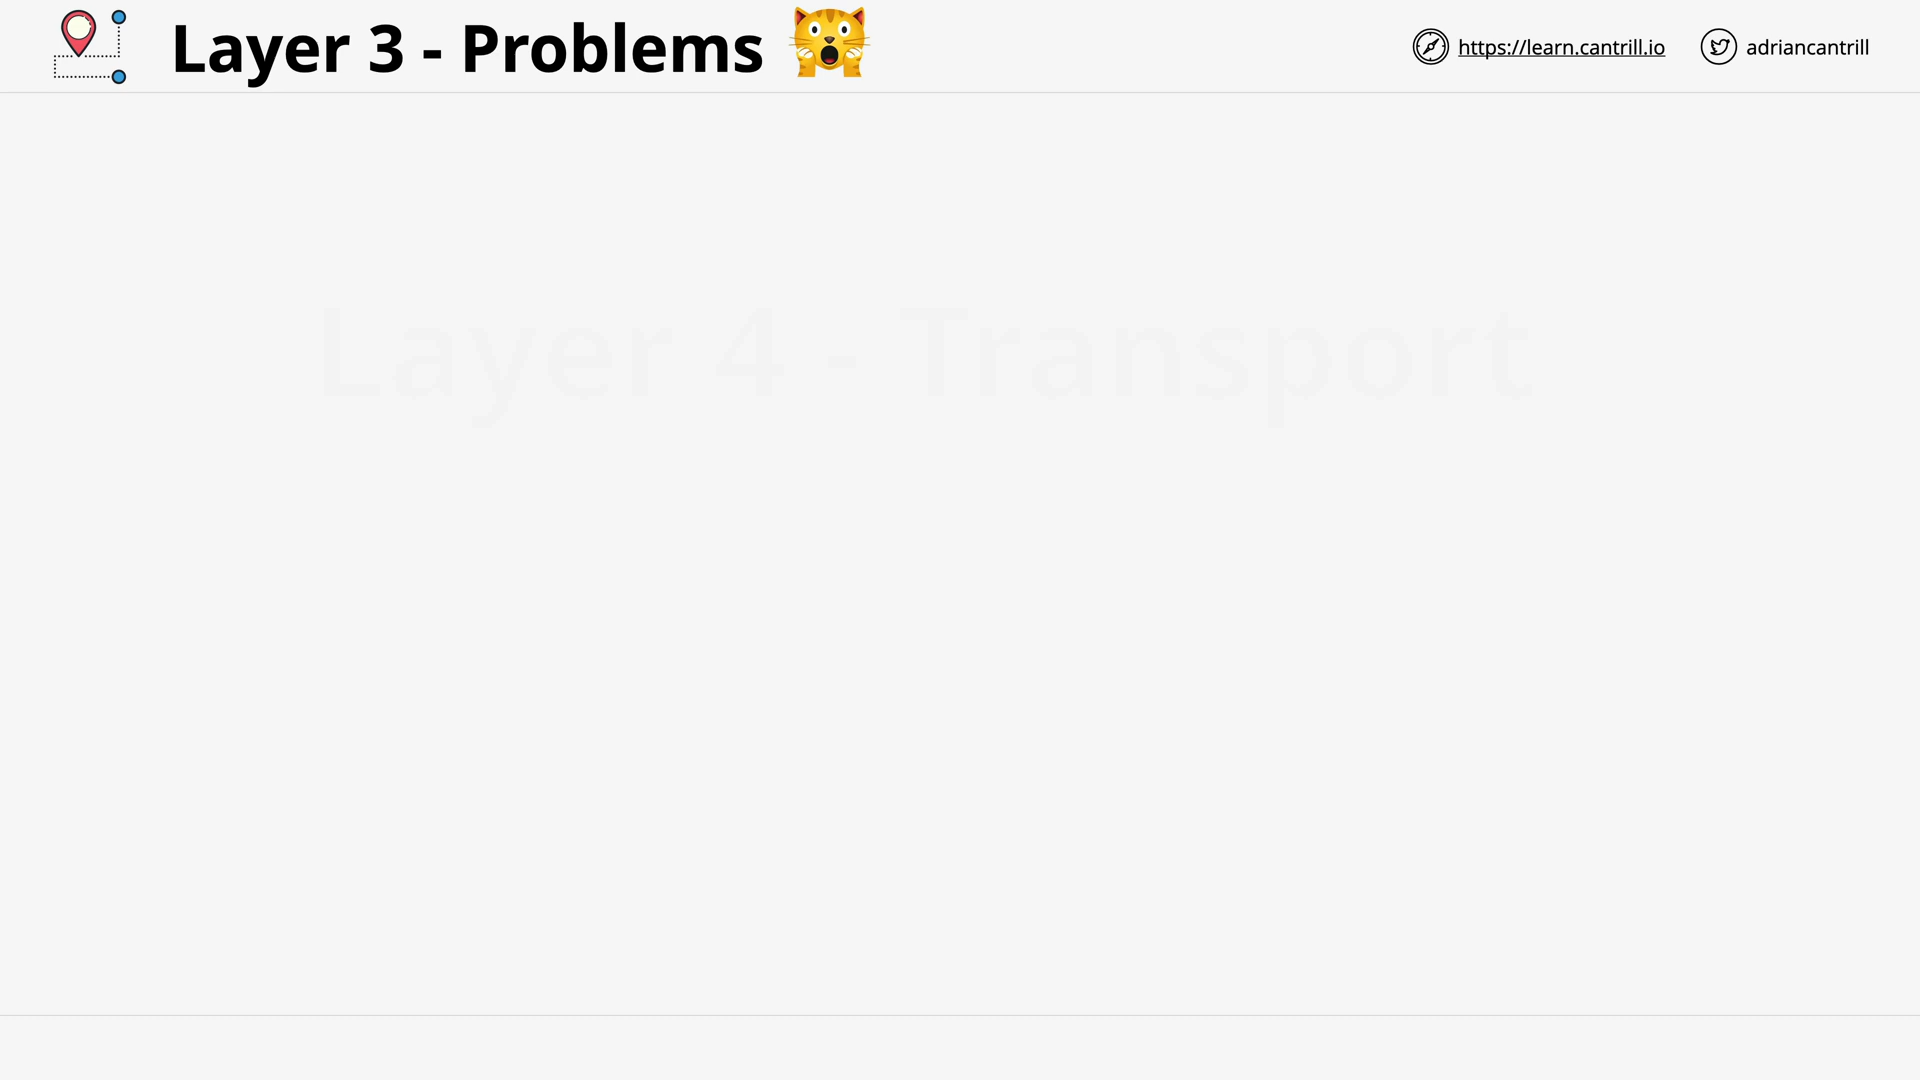 Layer 3 - Problems
https://learn.cantrill.io
adriancantrill
Layer 4 - Transport